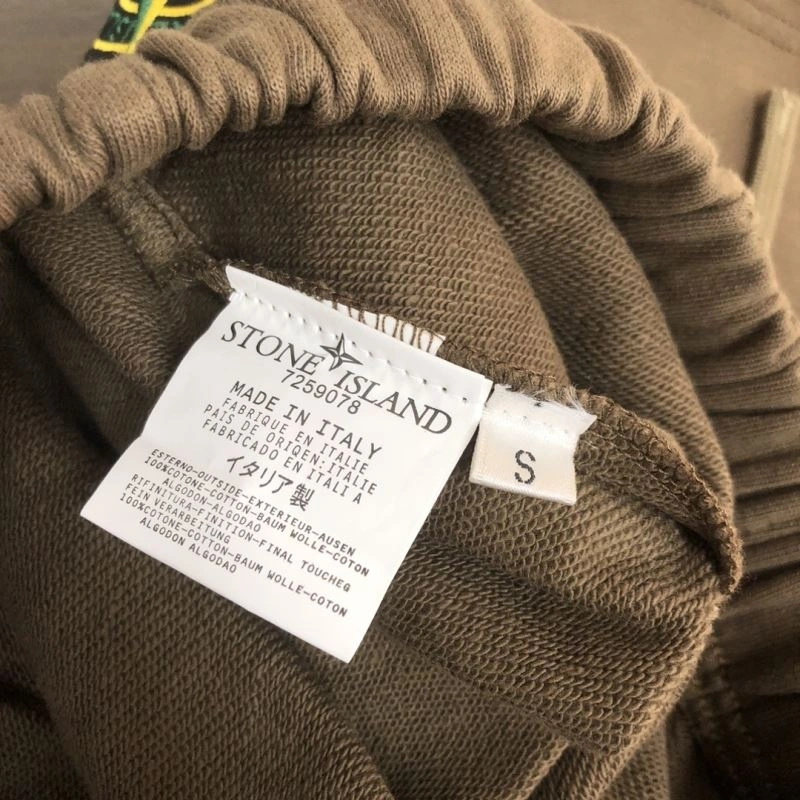 STONE ISLAND
7259078
MADE IN ITALY
FABRIQUE EN ITALIE
PAIS DE ORIQEN:ITALIE
FABRICADO EN ITALI A
イタリア製
ESTERNO-OUTSIDE-EXTERIEUR-AUSEN
100%COTONE-COTTON-BAUM WOLLE-COTON
ALGODON-ALGODAO
RIFINITURA-FINITION-FINAL TOUCHEG
FEIN VERARBEITUNG
100%COTONE-COTTON-BAUM WOLLE-COTON
ALGODON ALGODAO
S